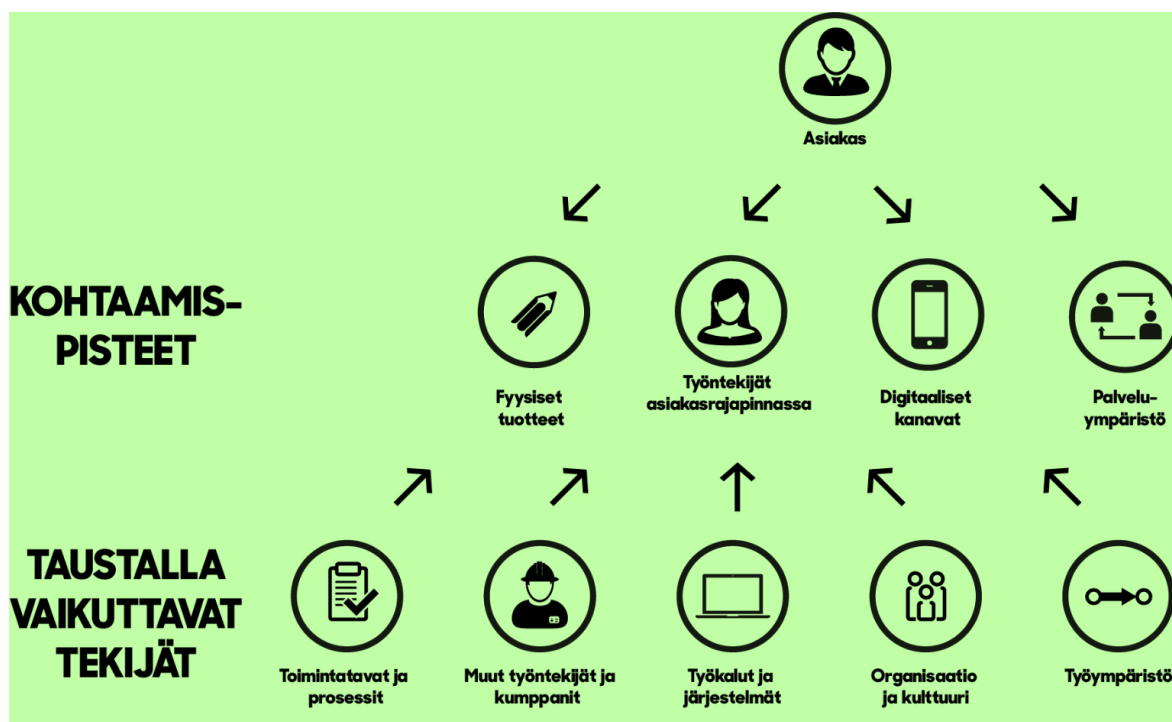 Asiakas
KOHTAAMIS-
PISTEET
Fyysiset
tuotteet
Työntekijät
asiakasrajapinnassa
Digitaaliset
kanavat
Palvelu-
ympäristö
TAUSTALLA
VAIKUTTAVAT
TEKIJÄT
Toimintatavat ja
prosessit
Muut työntekijät ja
kumppanit
Työkalut ja
järjestelmät
Organisaatio
ja kulttuuri
Työympäristö